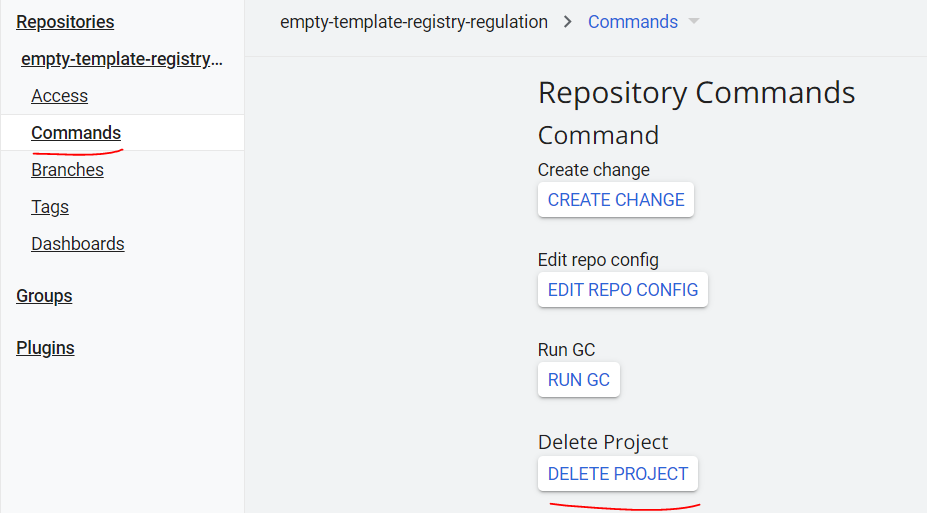 Repositories
empty-template-registry...
Access
Commands
Branches
Tags
Dashboards
Groups
Plugins
empty-template-registry-regulation > Commands
Repository Commands
Command
Create change
CREATE CHANGE
Edit repo config
EDIT REPO CONFIG
Run GC
RUN GC
Delete Project
DELETE PROJECT